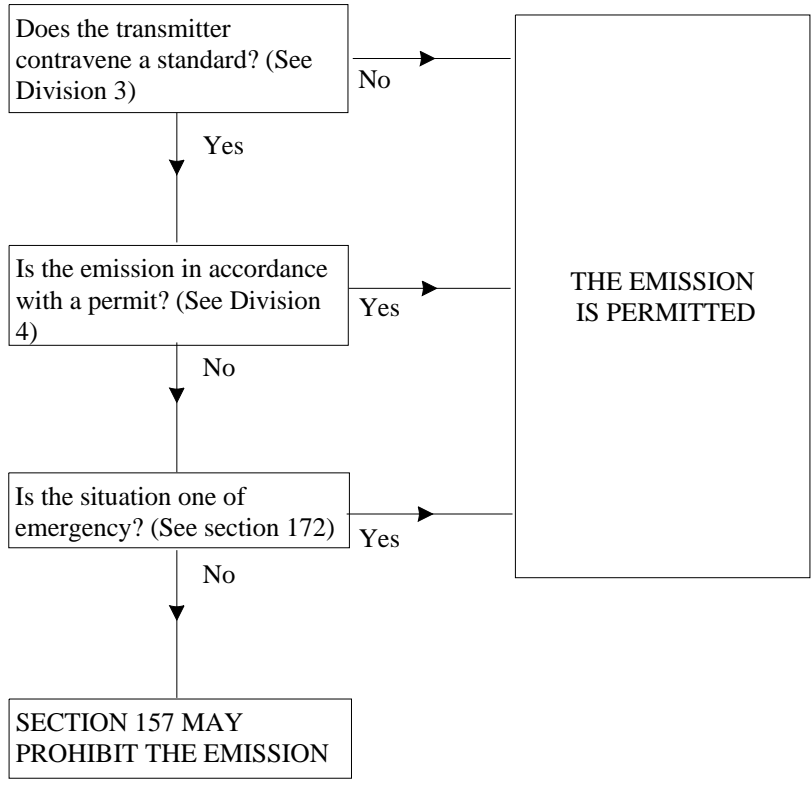 Does the transmitter
contravene a standard? (See
Division 3)
No
Yes
Is the emission in accordance
with a permit? (See Division
4)
Yes
No
THE EMISSION
IS PERMITTED
Is the situation one of
emergency? (See section 172)
Yes
No
SECTION 157 MAY
PROHIBIT THE EMISSION